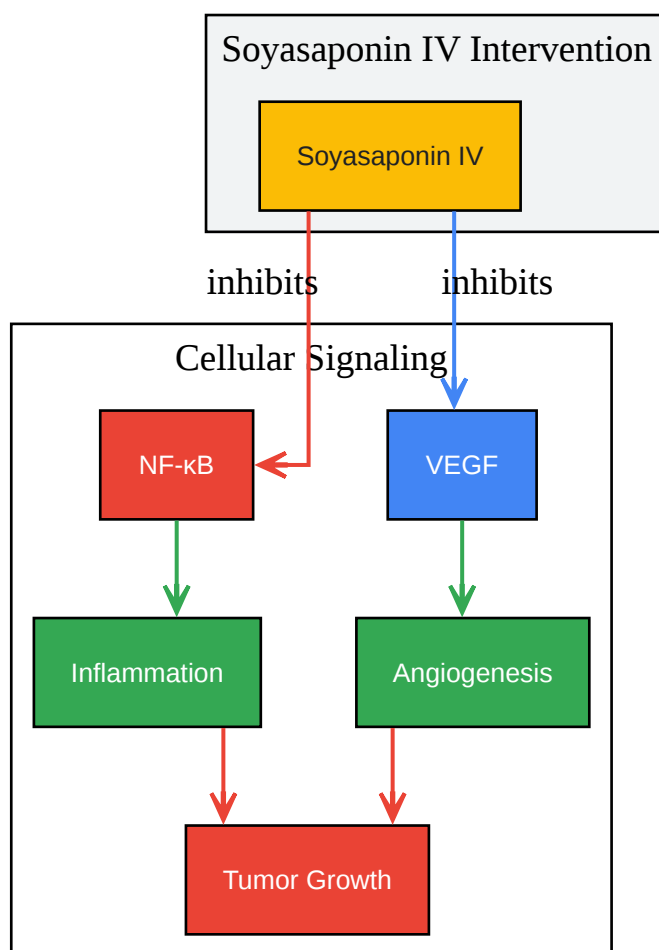 Soyasaponin IV Intervention
Soyasaponin IV
inhibits inhibits
Cellular Signaling
NF-κB VEGF
Inflammation Angiogenesis
Tumor Growth